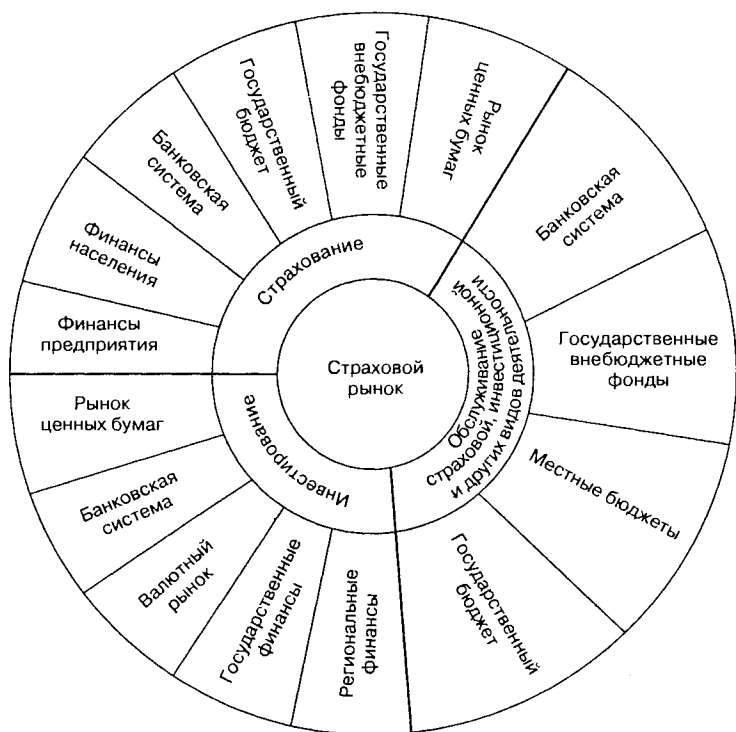 Страховой
рынок
Страхование
Финансы
предприятия
Финансы
населения
Банковская
система
Государственный
бюджет
Государственные
внебюджетные
фонды
Рынок
ценных бумаг
Обслуживание
страховой, инвестиционной
и других видов деятельности
Банковская
система
Государственные
внебюджетные
фонды
Местные бюджеты
Государственный
бюджет
Инвестирование
Рынок
ценных бумаг
Банковская
система
Валютный
рынок
Государственные
финансы
Региональные
финансы